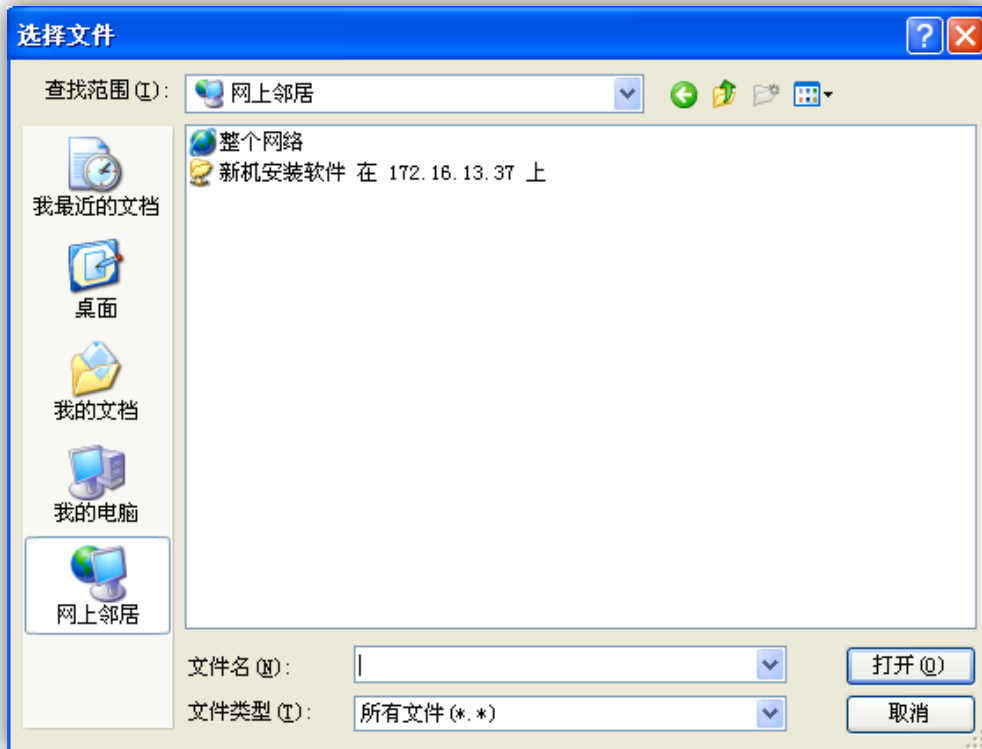 选择文件
查找范围(I):
网上邻居
整个网络
新机安装软件 在 172.16.13.37 上
我最近的文档
桌面
我的文档
我的电脑
网上邻居
文件名(N):
打开(O)
文件类型(T):
所有文件(*.*)
取消